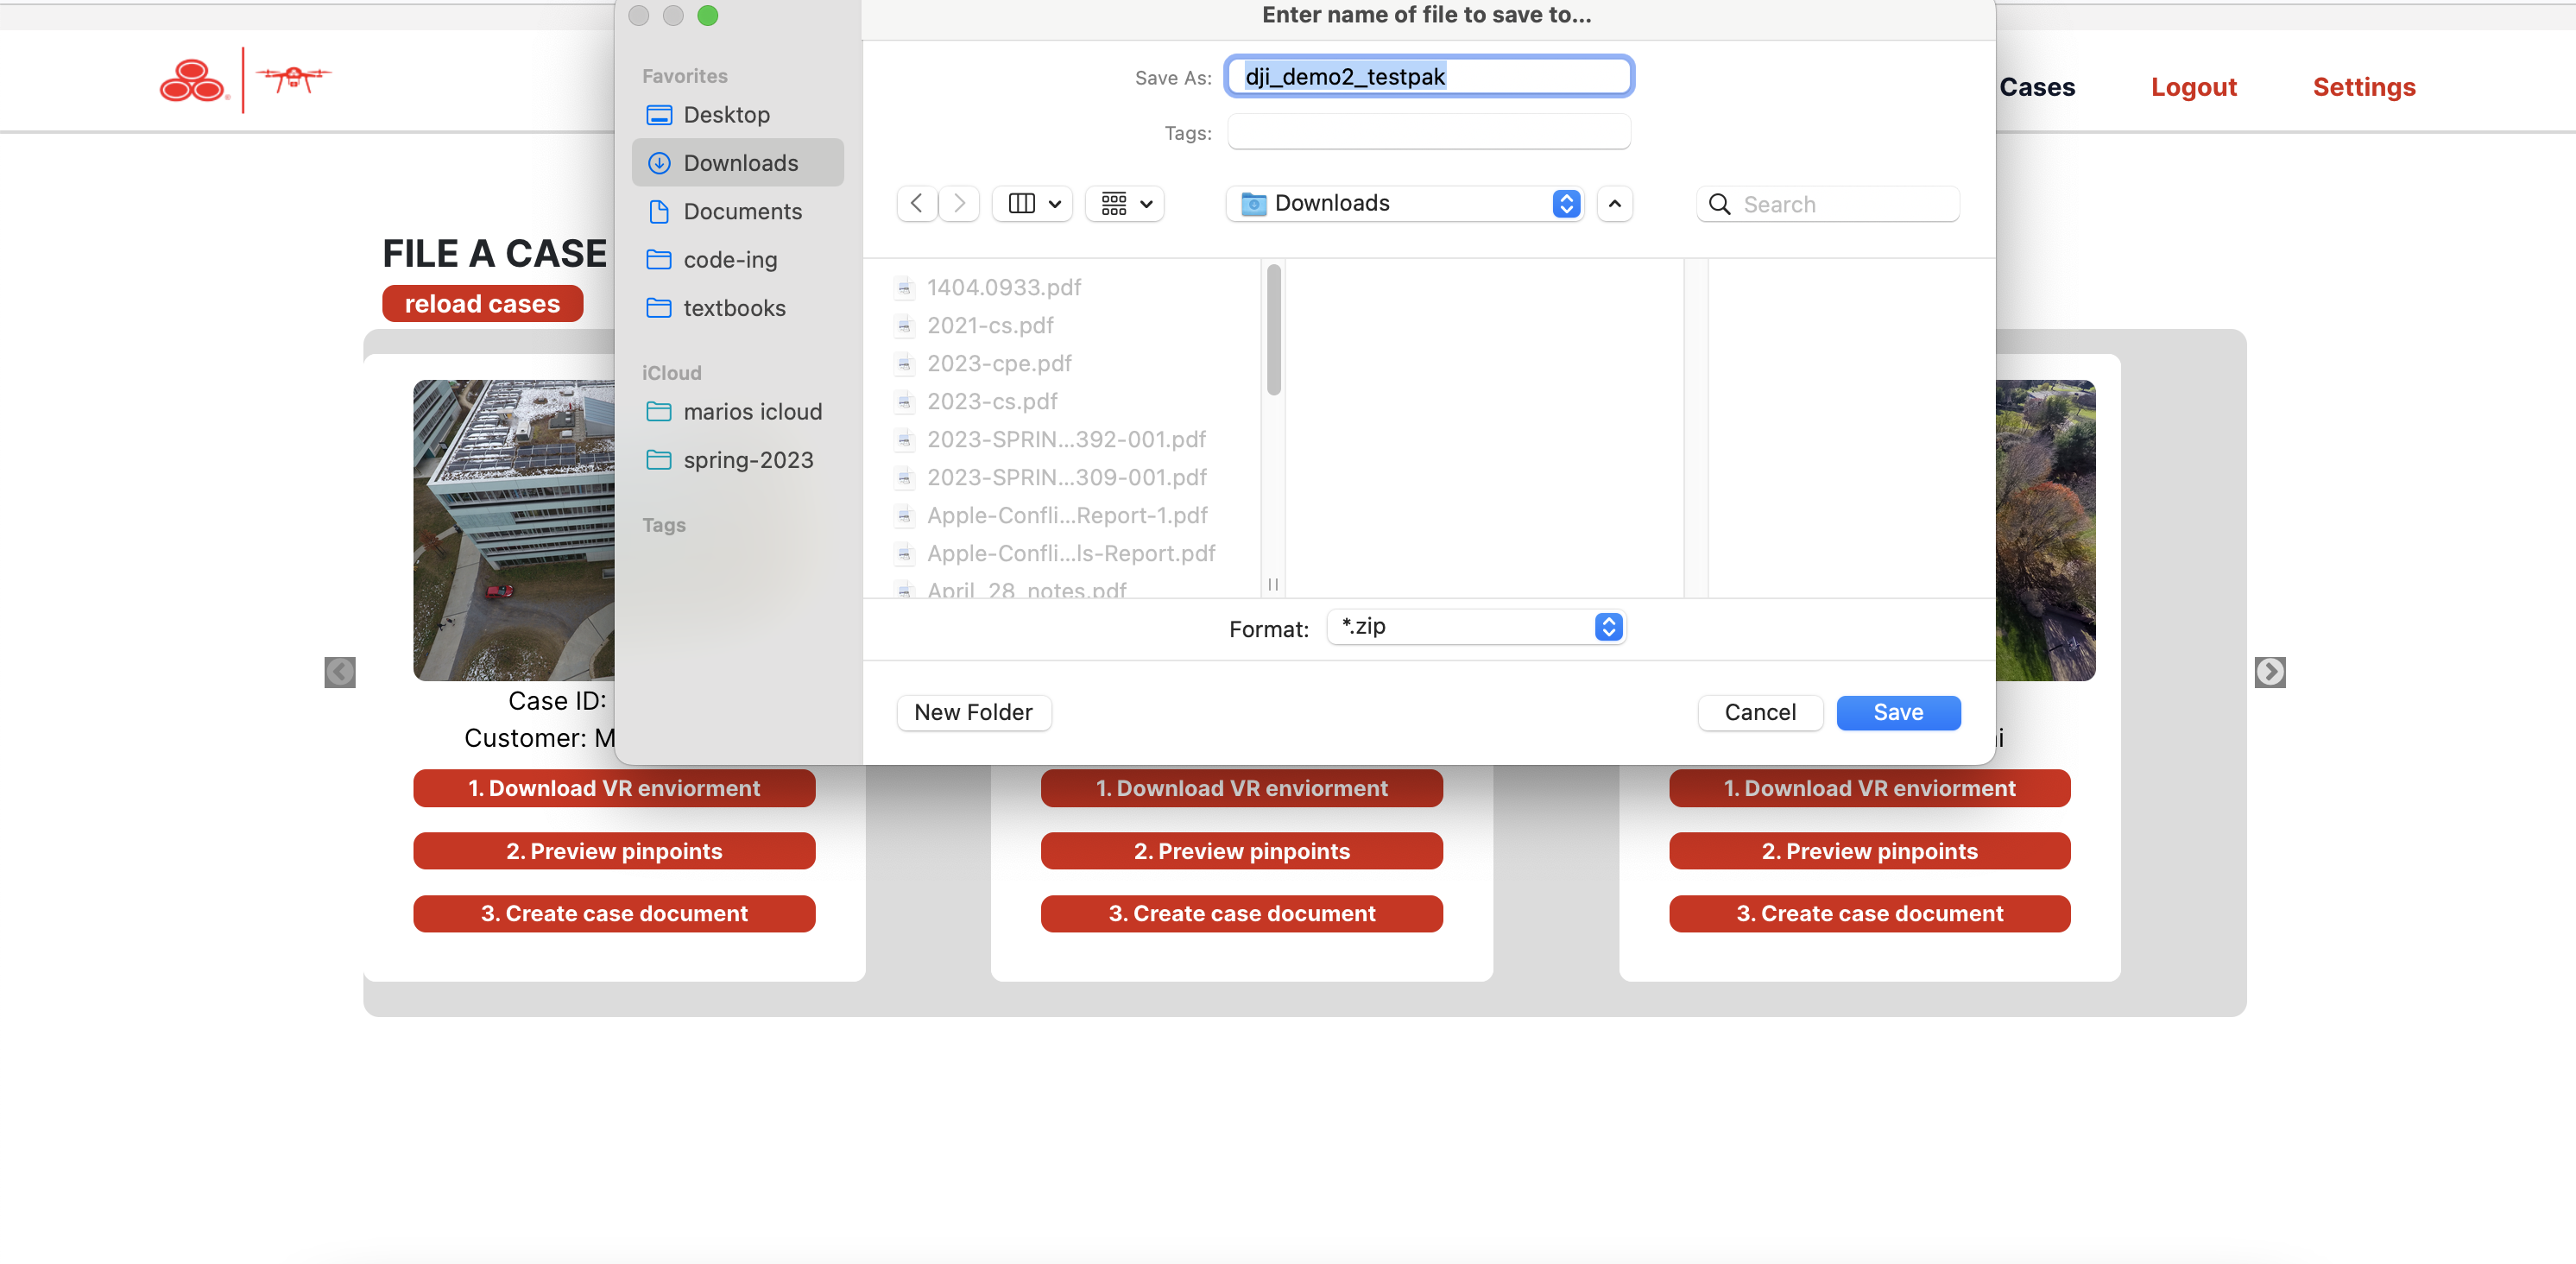 Enter name of file to save to...
Save As: dji_demo2_testpak
Tags:
Cases Logout Settings
Favorites
Desktop
Downloads
Documents
code-ing
textbooks
iCloud
marios icloud
spring-2023
Tags
Downloads
Search
1404.0933.pdf
2021-cs.pdf
2023-cpe.pdf
2023-cs.pdf
2023-SPRIN...392-001.pdf
2023-SPRIN...309-001.pdf
Apple-Confli...Report-1.pdf
Apple-Confli...ls-Report.pdf
April_28_notes.pdf
Format: *.zip
New Folder
Cancel
Save
FILE A CASE
reload cases
Case ID:
Customer: M
1. Download VR enviorment
2. Preview pinpoints
3. Create case document
1. Download VR enviorment
2. Preview pinpoints
3. Create case document
1. Download VR enviorment
2. Preview pinpoints
3. Create case document